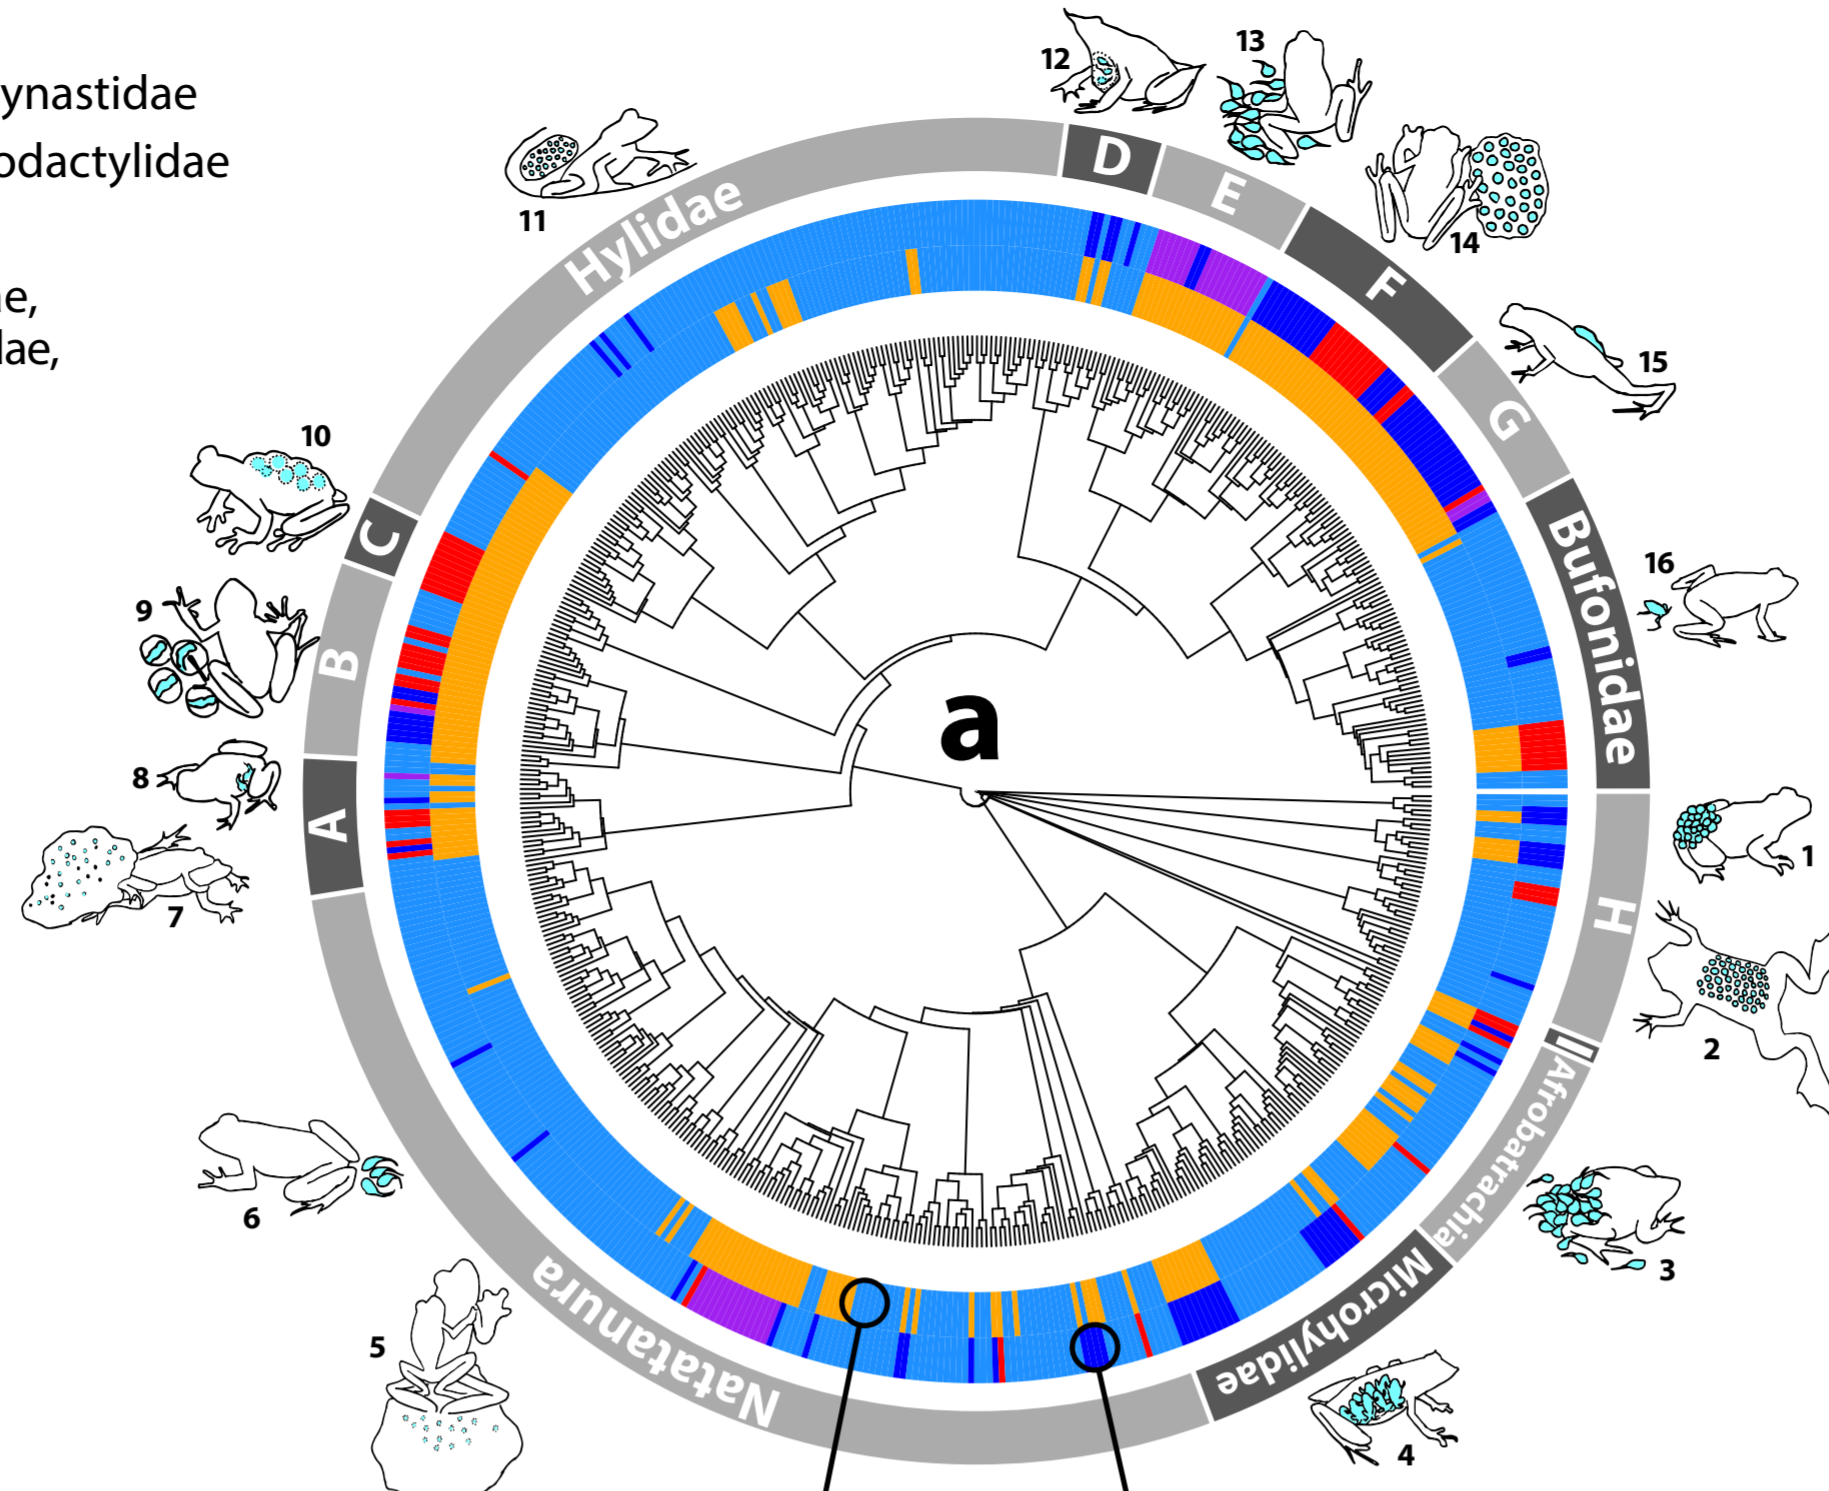 ynastidae
odactylidae
e,
lae,
a
Hylidae
D
E
F
G
Bufonidae
H
I
Afrobatrachia
Microhylidae
Natatanura
A
B
C
1
2
3
4
5
6
7
8
9
10
11
12
13
14
15
16